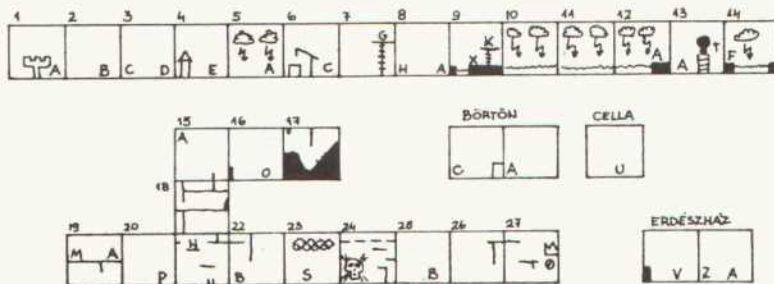 1 2 3 4 5 6 7 8 9 10 11 12 13 14
G K
X A T
A B C D E A C H A A F
15 16 17 BÖRTÖN CELLA
A
18 O C A U
19 20 22 23 24 25 26 27 ERDÉSZHÁZ
M A H M
P B S B V Z A